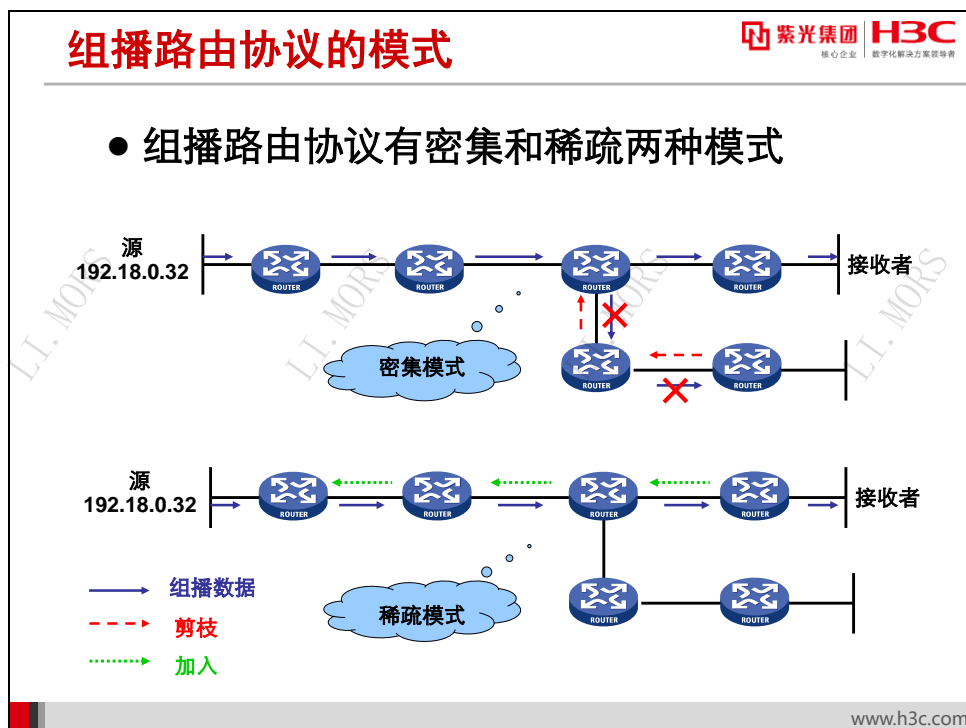 组播路由协议的模式
紫光集团
核心企业
H3C
数字化解决方案领导者
● 组播路由协议有密集和稀疏两种模式
源
192.18.0.32
ROUTER
ROUTER
ROUTER
ROUTER
接收者
密集模式
ROUTER
ROUTER
源
192.18.0.32
ROUTER
ROUTER
ROUTER
ROUTER
接收者
稀疏模式
ROUTER
ROUTER
组播数据
剪枝
加入
LI. MORS
LI. MORS
LI. MORS
www.h3c.com